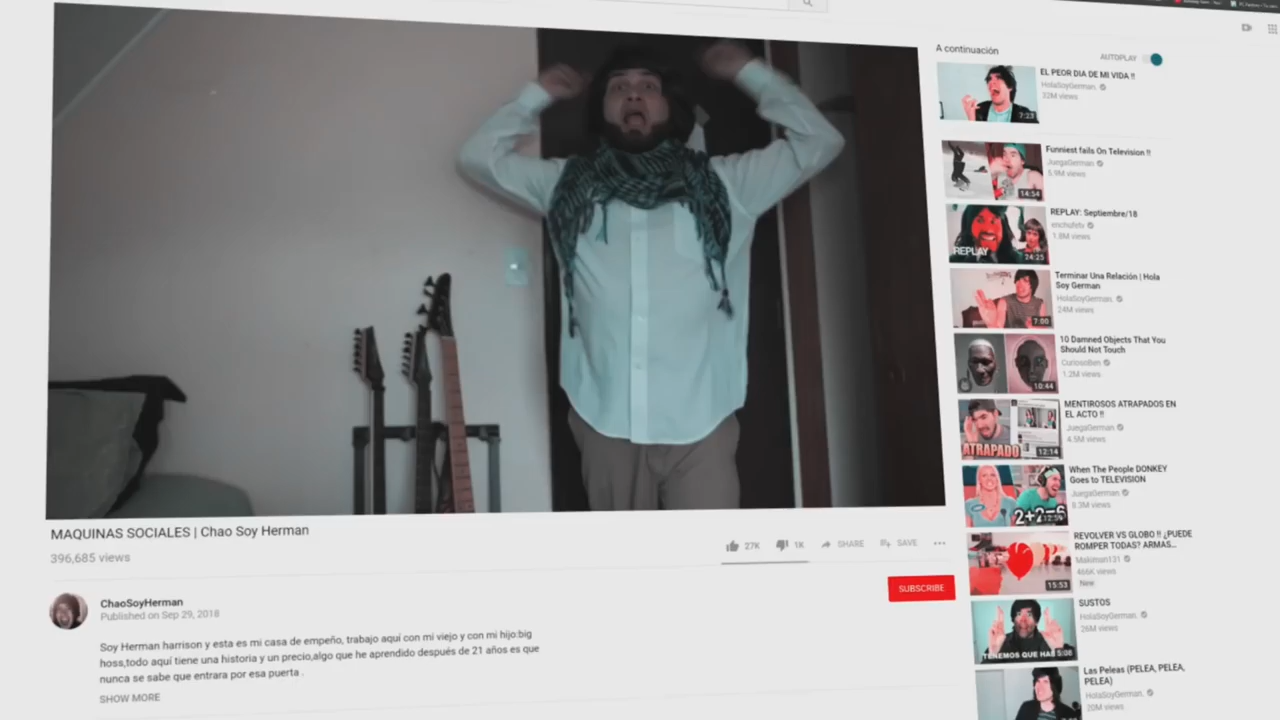 MAQUINAS SOCIALES | Chao Soy Herman
396,685 views
27K
1K
SHARE
SAVE
SUBSCRIBE
ChaoSoyHerman
Published on Sep 29, 2018
Soy Herman harrison y esta es mi casa de empeño, trabajo aquí con mi viejo y con mi hijo:big
hoss,todo aquí tiene una historia y un precio,algo que he aprendido después de 21 años es que
nunca se sabe que entrara por esa puerta .
SHOW MORE
A continuación
AUTOPLAY
EL PEOR DIA DE MI VIDA !!
HolaSoyGerman.
32M views
7:23
Funniest fails On Television !!
JuegaGerman
5.9M views
14:54
REPLAY: Septiembre/18
enchufetv
1.8M views
REPLAY
24:25
Terminar Una Relación | Hola
Soy German
HolaSoyGerman.
24M views
7:00
10 Damned Objects That You
Should Not Touch
CuriosoBen
1.2M views
10:44
MENTIROSOS ATRAPADOS EN
EL ACTO !!
JuegaGerman
4.5M views
ATRAPADO
12:14
When The People DONKEY
Goes to TELEVISION
JuegaGerman
8.3M views
2+2=6
12:59
REVOLVER VS GLOBO !! ¿PUEDE
ROMPER TODAS? ARMAS...
Makiman131
466K views
New
15:53
SUSTOS
HolaSoyGerman.
26M views
TENEMOS QUE HAB
5:08
Las Peleas (PELEA, PELEA,
PELEA)
HolaSoyGerman.
20M views